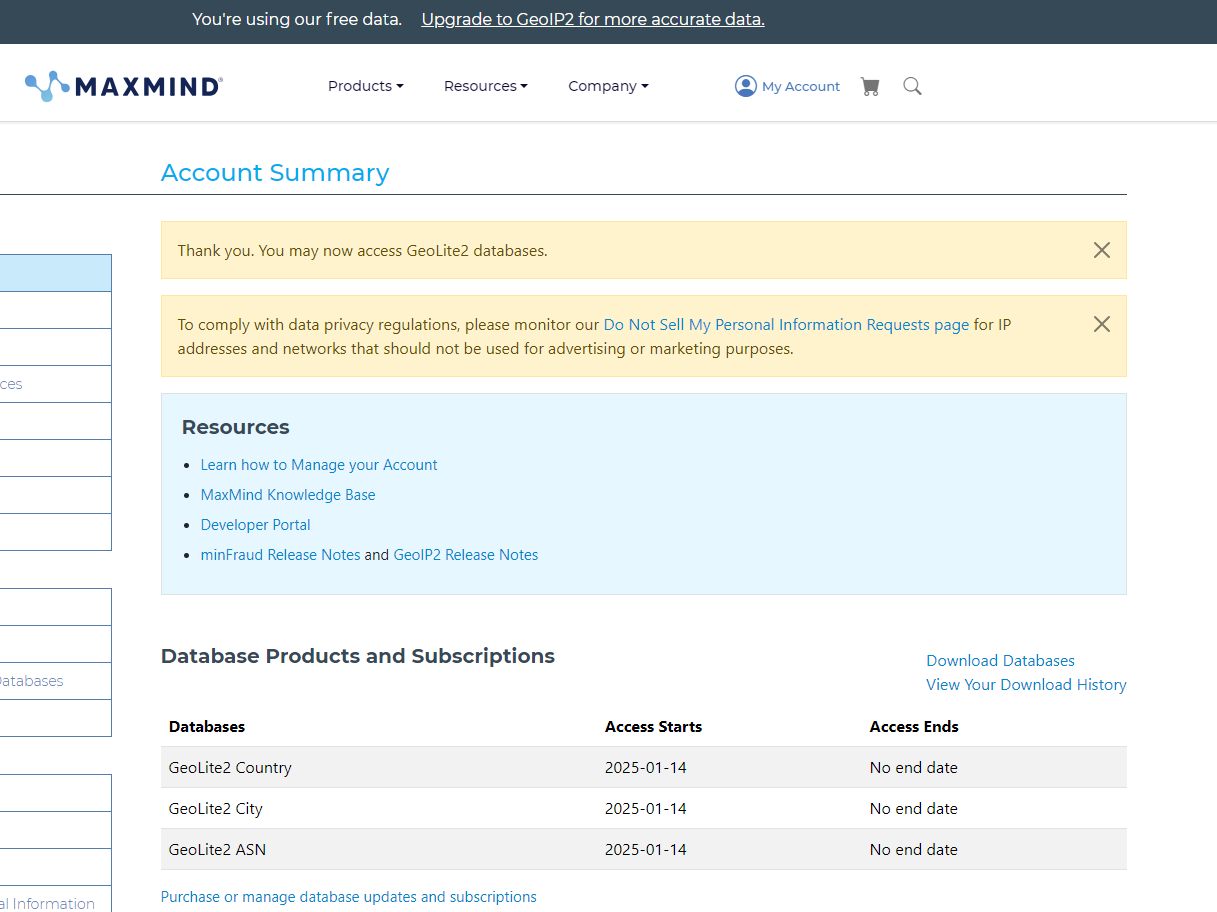 You're using our free data. Upgrade to GeoIP2 for more accurate data.
MAXMIND
Products Resources Company My Account
Account Summary
Thank you. You may now access GeoLite2 databases.
To comply with data privacy regulations, please monitor our Do Not Sell My Personal Information Requests page for IP
addresses and networks that should not be used for advertising or marketing purposes.
ces
Resources
Learn how to Manage your Account
MaxMind Knowledge Base
Developer Portal
minFraud Release Notes and GeoIP2 Release Notes
Database Products and Subscriptions
Download Databases
View Your Download History
Databases
Databases Access Starts Access Ends
GeoLite2 Country 2025-01-14 No end date
GeoLite2 City 2025-01-14 No end date
GeoLite2 ASN 2025-01-14 No end date
Purchase or manage database updates and subscriptions
al Information